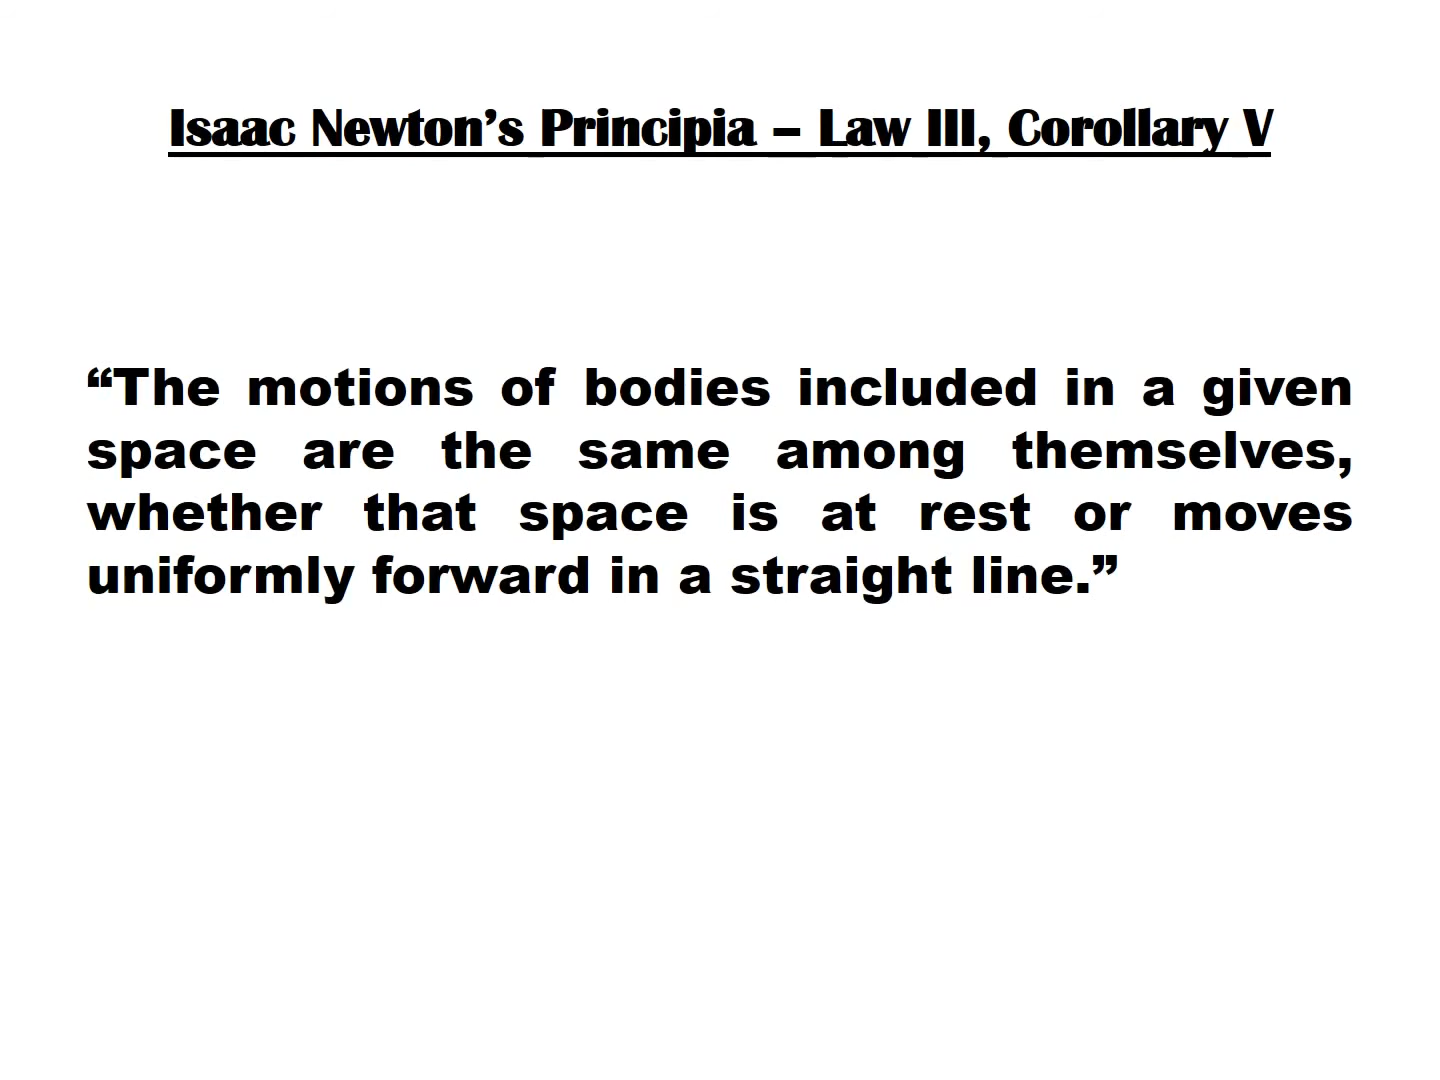 Isaac Newton’s Principia – Law III, Corollary V
“The motions of bodies included in a given
space are the same among themselves,
whether that space is at rest or moves
uniformly forward in a straight line.”